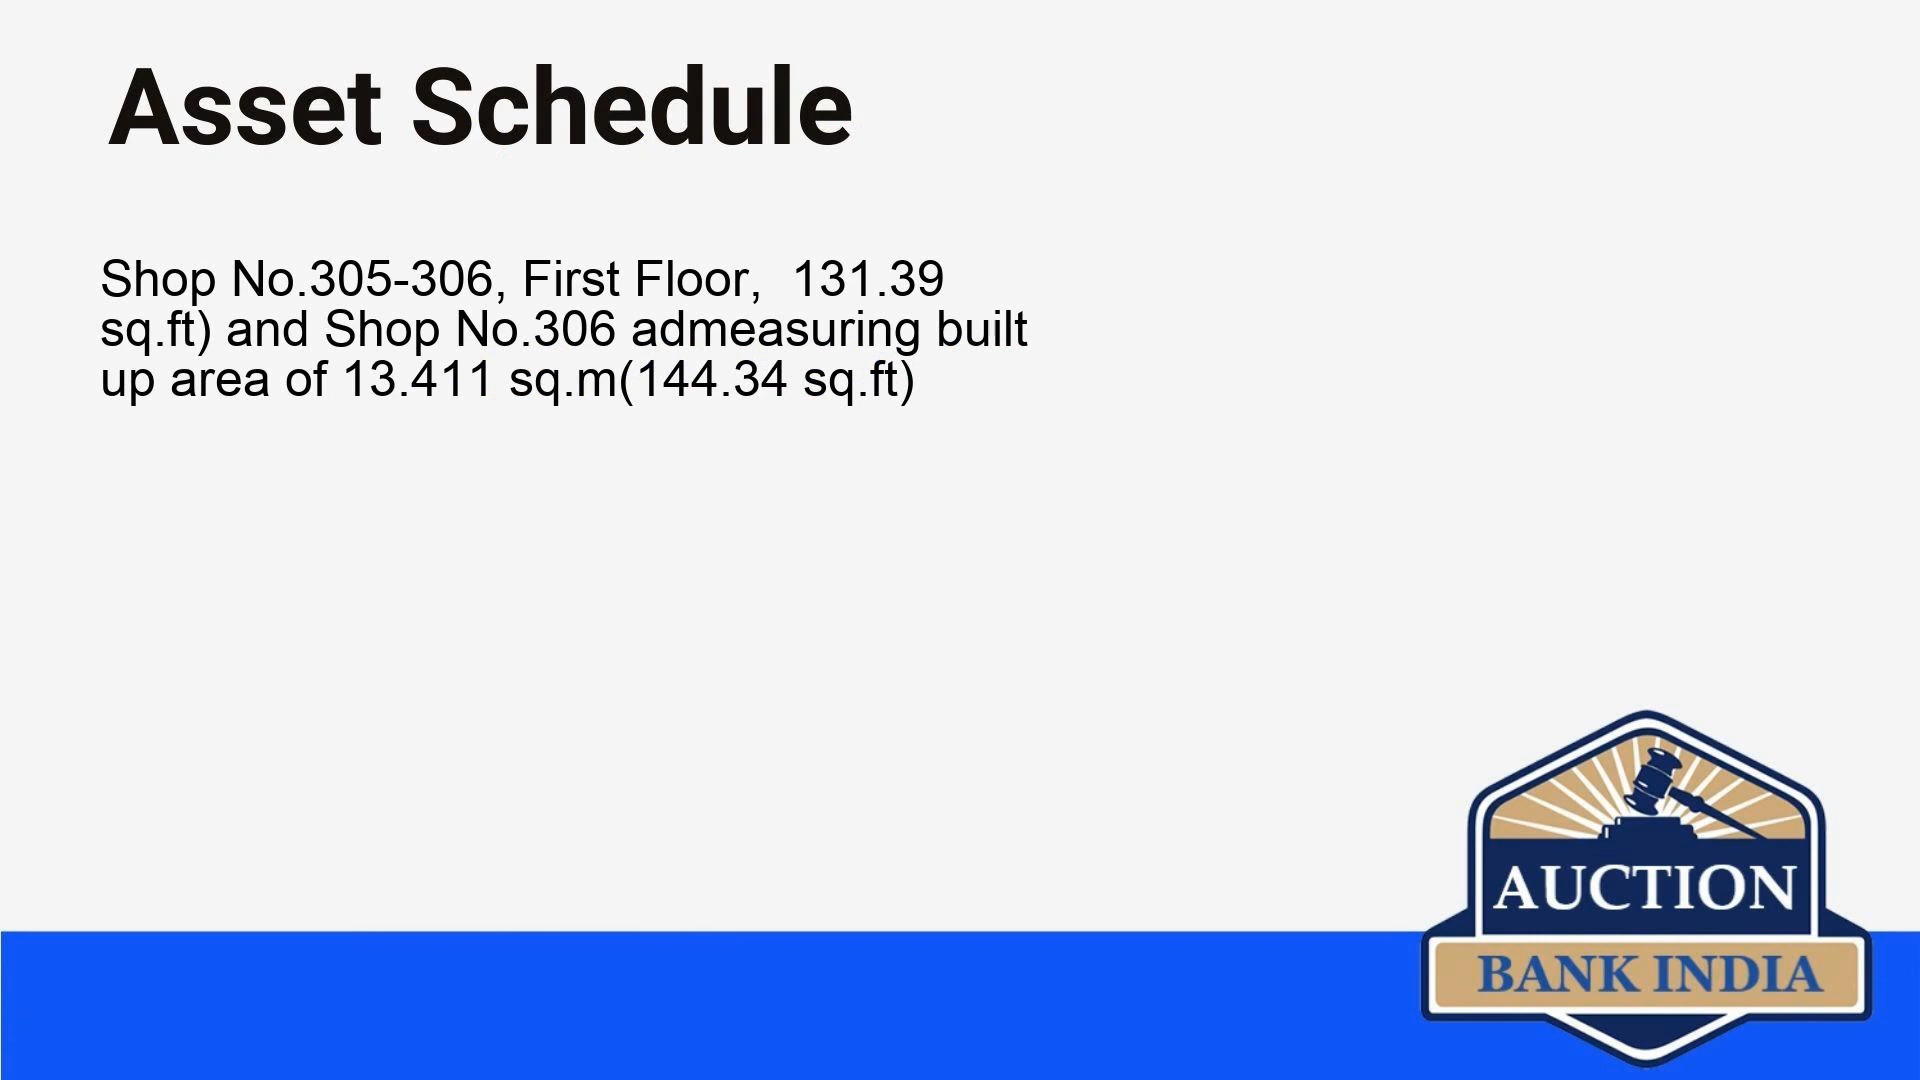 Asset Schedule
Shop No.305-306, First Floor,  131.39
sq.ft) and Shop No.306 admeasuring built
up area of 13.411 sq.m(144.34 sq.ft)
AUCTION
BANK INDIA